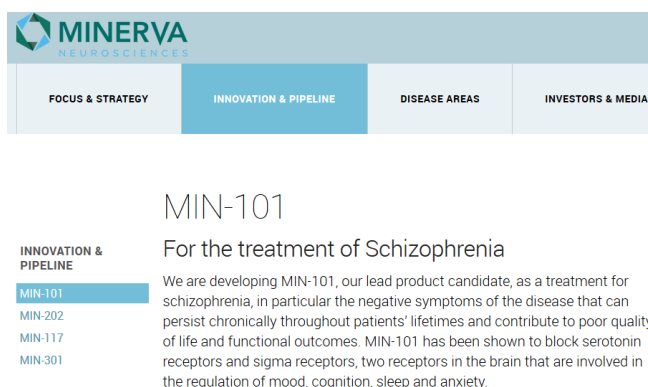 MINERVA
NEUROSCIENCES
FOCUS & STRATEGY
INNOVATION & PIPELINE
DISEASE AREAS
INVESTORS & MEDIA
MIN-101
INNOVATION &
PIPELINE
MIN-101
MIN-202
MIN-117
MIN-301
For the treatment of Schizophrenia
We are developing MIN-101, our lead product candidate, as a treatment for
schizophrenia, in particular the negative symptoms of the disease that can
persist chronically throughout patients' lifetimes and contribute to poor quality
of life and functional outcomes. MIN-101 has been shown to block serotonin
receptors and sigma receptors, two receptors in the brain that are involved in
the regulation of mood, cognition, sleep and anxiety.